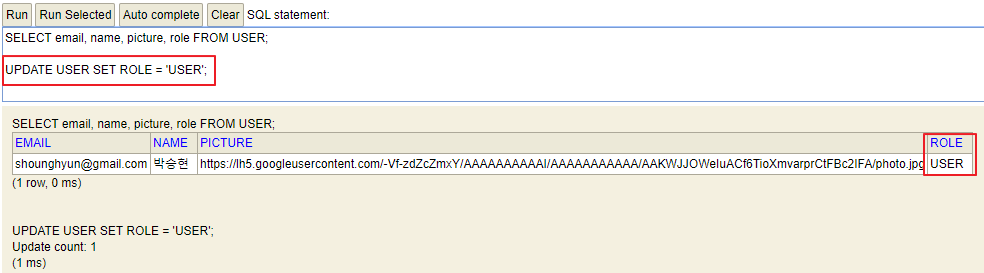 Run Run Selected Auto complete Clear SQL statement:
SELECT email, name, picture, role FROM USER;
UPDATE USER SET ROLE = 'USER';
SELECT email, name, picture, role FROM USER;
EMAIL NAME PICTURE ROLE
shounghyun@gmail.com 박승현 https://lh5.googleusercontent.com/-Vf-zdZcZmxY/AAAAAAAAAAI/AAAAAAAAAAA/AAKWJJOWeIuACf6TioXmvarprCtFBc2IFA/photo.jpg USER
(1 row, 0 ms)
UPDATE USER SET ROLE = 'USER';
Update count: 1
(1 ms)